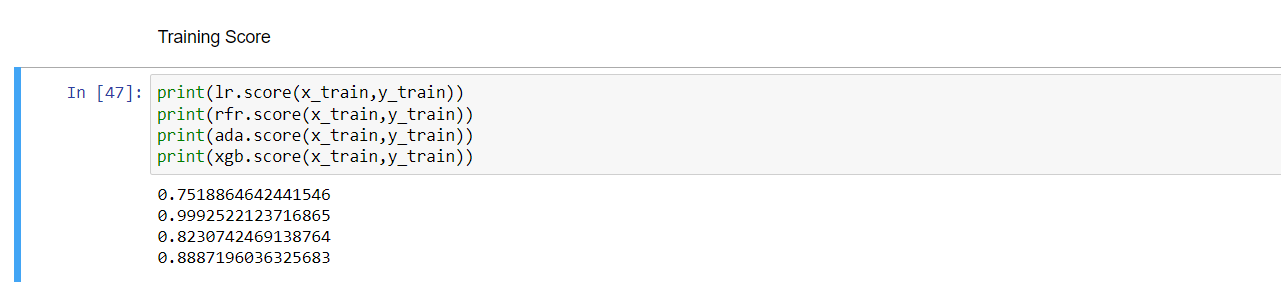 Training Score
In [47]: print(lr.score(x_train,y_train))
print(rfr.score(x_train,y_train))
print(ada.score(x_train,y_train))
print(xgb.score(x_train,y_train))
0.7518864642441546
0.9992522123716865
0.8230742469138764
0.8887196036325683